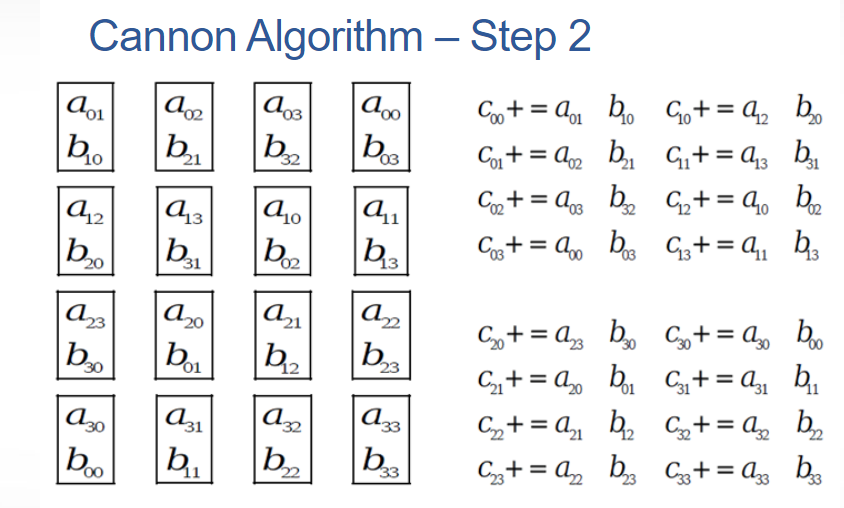 Cannon Algorithm – Step 2
a01 a02 a03 a00
b10 b21 b32 b03
a12 a13 a10 a11
b20 b31 b02 b13
a23 a20 a21 a22
b30 b01 b12 b23
a30 a31 a32 a33
b00 b11 b22 b33
c00+=a01 b10 c10+=a12 b20
c01+=a02 b21 c11+=a13 b31
c02+=a03 b32 c12+=a10 b02
c03+=a00 b03 c13+=a11 b13
c20+=a23 b30 c30+=a30 b00
c21+=a20 b01 c31+=a31 b11
c22+=a21 b12 c32+=a32 b22
c23+=a22 b23 c33+=a33 b33